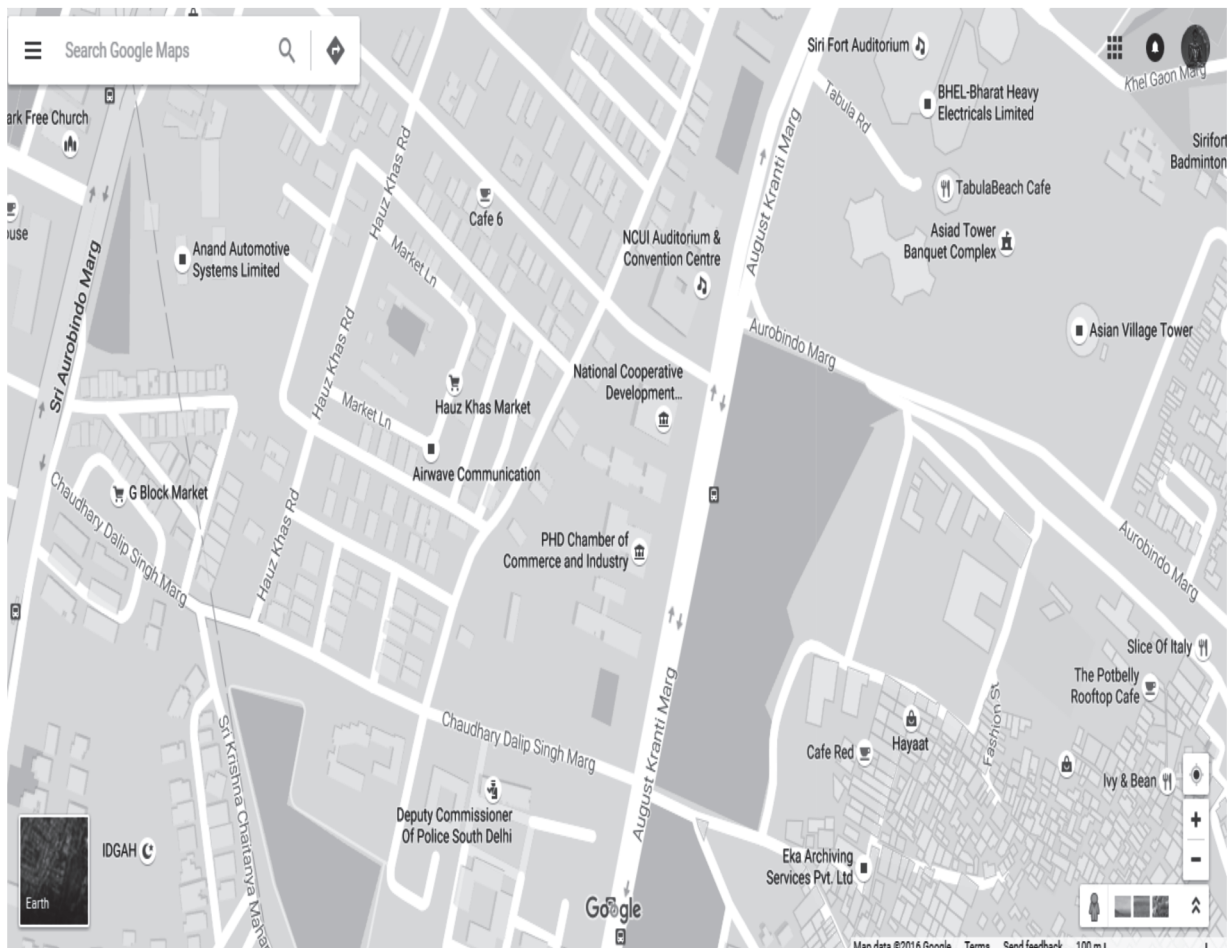 Search Google Maps
ark Free Church
ouse
Anand Automotive
Systems Limited
Sri Aurobindo Marg
Hauz Khas Rd
Cafe 6
Market Ln
Hauz Khas Rd
Market Ln
Hauz Khas Market
Airwave Communication
NCUI Auditorium &
Convention Centre
National Cooperative
Development...
Siri Fort Auditorium
Tabula Rd
BHEL-Bharat Heavy
Electricals Limited
Khel Gaon Marg
Sirifort
Badminton
TabulaBeach Cafe
Asiad Tower
Banquet Complex
August Kranti Marg
Aurobindo Marg
Asian Village Tower
G Block Market
Chaudhary Dalip Singh Marg
Hauz Khas Rd
PHD Chamber of
Commerce and Industry
Aurobindo Marg
Slice Of Italy
The Potbelly
Rooftop Cafe
Fashion St
Hayaat
Cafe Red
Ivy & Bean
August Kranti Marg
Chaudhary Dalip Singh Marg
Sri Krishna Chaitanya Mahap
Deputy Commissioner
Of Police South Delhi
IDGAH
Eka Archiving
Services Pvt. Ltd
Earth
Google
Map data ©2016 Google Terms Send feedback 100 m